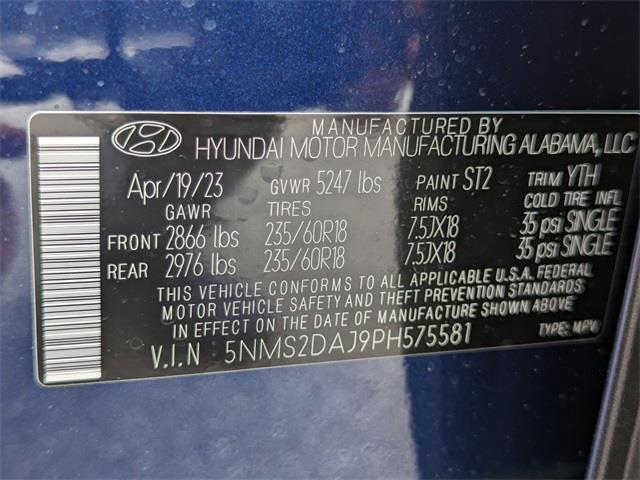 MANUFACTURED BY
HYUNDAI MOTOR MANUFACTURING ALABAMA, LLC
Apr/19/23 GVWR 5247 lbs PAINT ST2 TRIM YTH
GAWR TIRES RIMS COLD TIRE INFL
FRONT 2866 lbs 235/60R18 7.5JX18 35 psi SINGLE
REAR 2976 lbs 235/60R18 7.5JX18 35 psi SINGLE
THIS VEHICLE CONFORMS TO ALL APPLICABLE U.S.A. FEDERAL
MOTOR VEHICLE SAFETY AND THEFT PREVENTION STANDARDS
IN EFFECT ON THE DATE OF MANUFACTURE SHOWN ABOVE
V.I.N 5NMS2DAJ9PH575581 TYPE: MPV